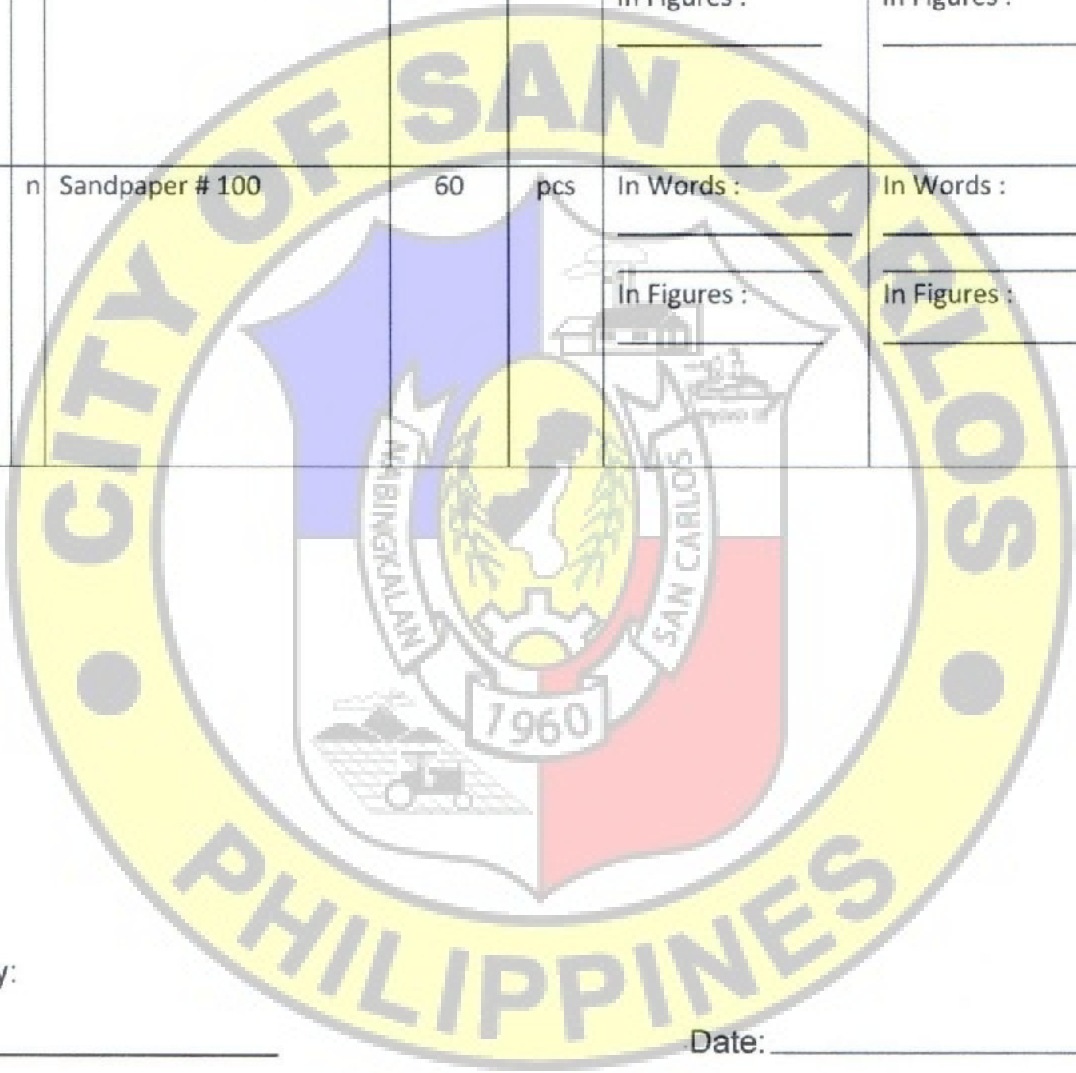 In Figures : In Figures :
n Sandpaper # 100 60 pcs In Words : In Words :
In Figures : In Figures :
CITY OF SAN CARLOS
MABINGKALAN SAN CARLOS
1960
PHILIPPINES
y:
Date: